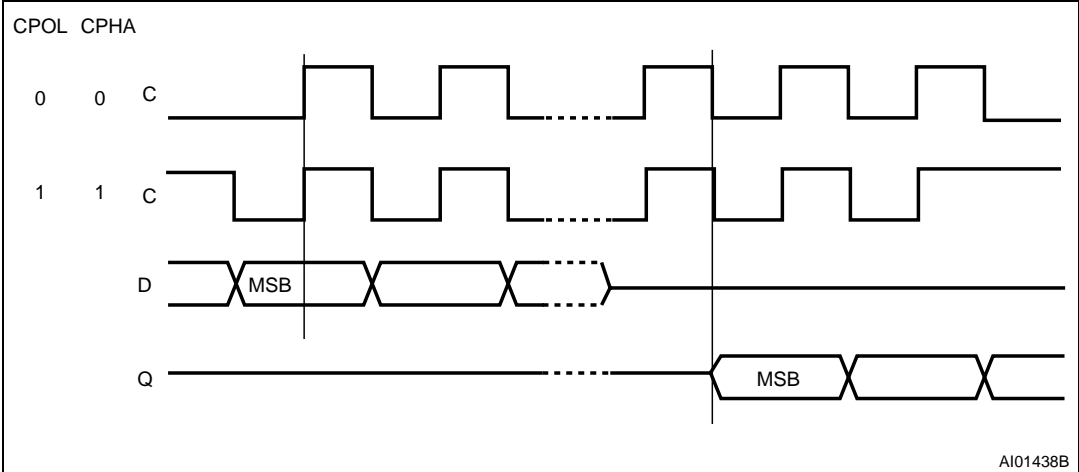 CPOL CPHA
0 0 C
1 1 C
D MSB
Q MSB
AI01438B